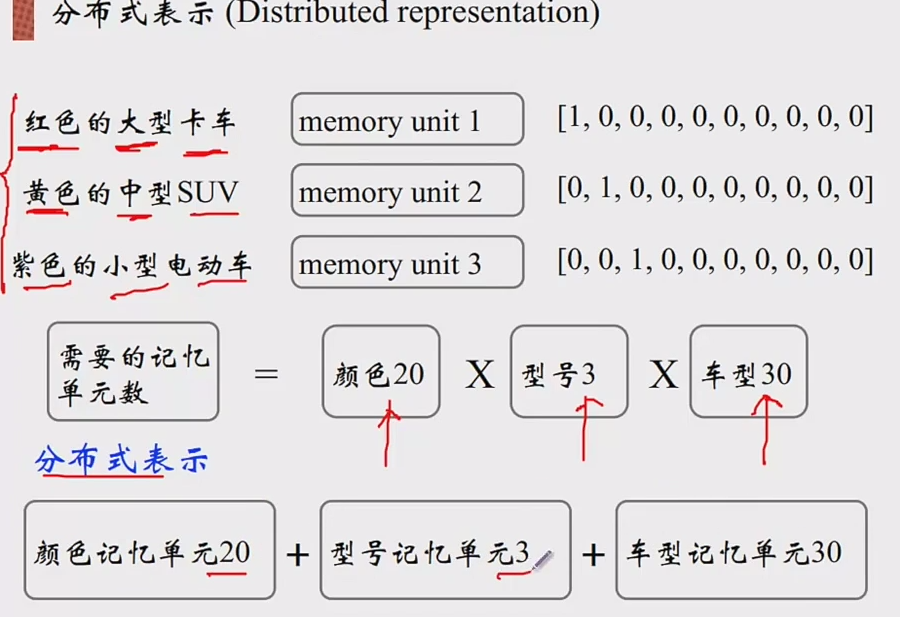 分布式表示 (Distributed representation)
红色的大型卡车 memory unit 1 [1, 0, 0, 0, 0, 0, 0, 0, 0, 0]
黄色的中型SUV memory unit 2 [0, 1, 0, 0, 0, 0, 0, 0, 0, 0]
紫色的小型电动车 memory unit 3 [0, 0, 1, 0, 0, 0, 0, 0, 0, 0]
需要的记忆
单元数 = 颜色20 X 型号3 X 车型30
分布式表示
颜色记忆单元20 + 型号记忆单元3 + 车型记忆单元30